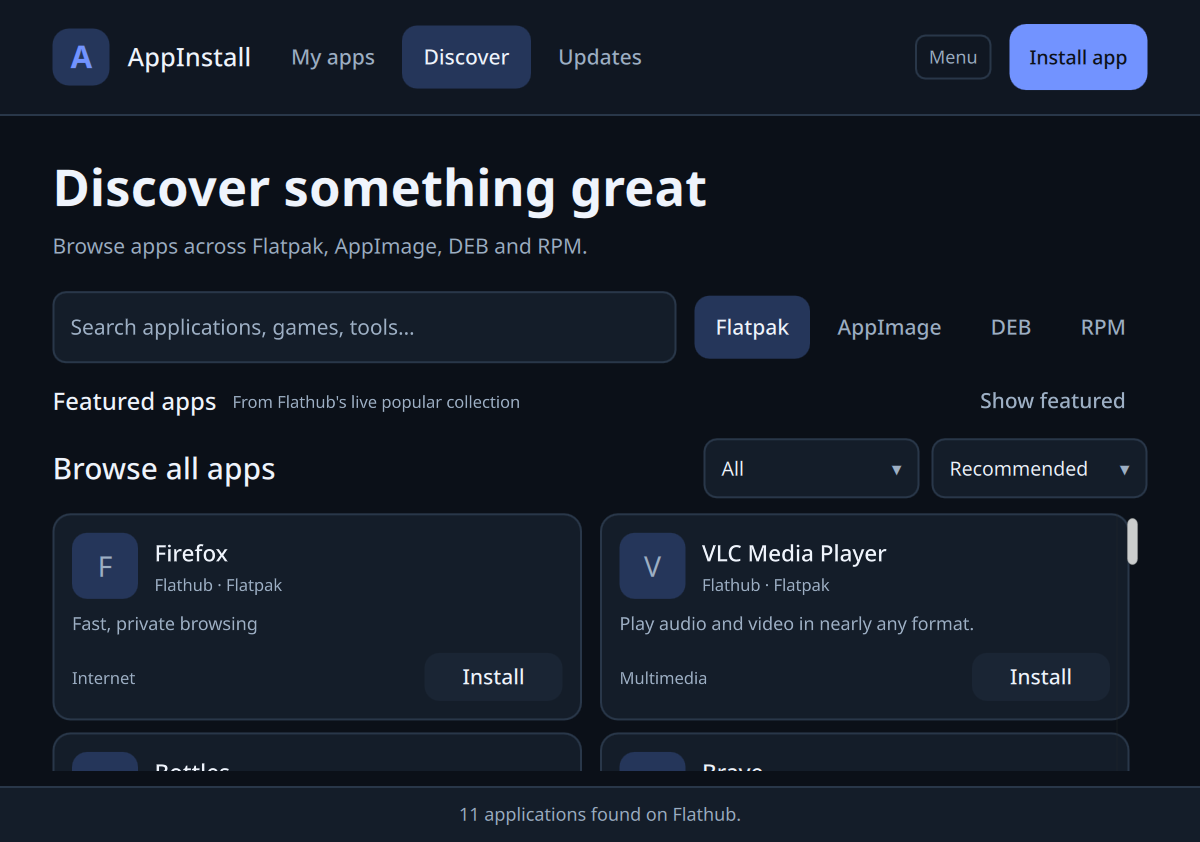 A AppInstall My apps Discover Updates Menu Install app
Discover something great
Browse apps across Flatpak, AppImage, DEB and RPM.
Search applications, games, tools... Flatpak AppImage DEB RPM
Featured apps From Flathub's live popular collection Show featured
Browse all apps All ▾ Recommended ▾
F Firefox
Flathub · Flatpak
Fast, private browsing
Internet Install
V VLC Media Player
Flathub · Flatpak
Play audio and video in nearly any format.
Multimedia Install
Bottles
Brave
11 applications found on Flathub.